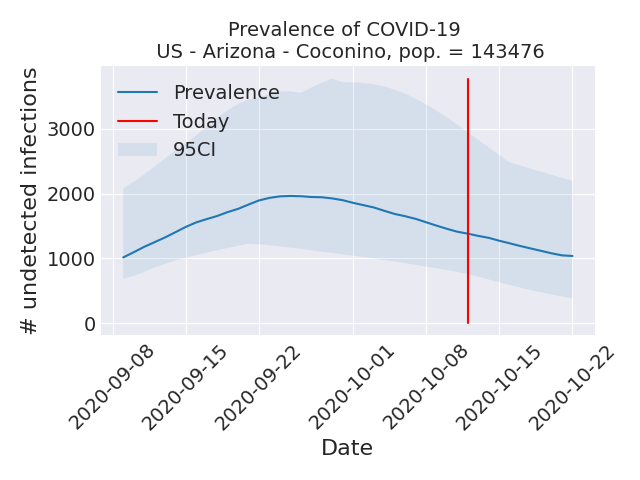 Prevalence of COVID-19
US - Arizona - Coconino, pop. = 143476
# undetected infections
3000
2000
1000
0
Prevalence
Today
95CI
2020-09-08
2020-09-15
2020-09-22
2020-10-01
2020-10-08
2020-10-15
2020-10-22
Date